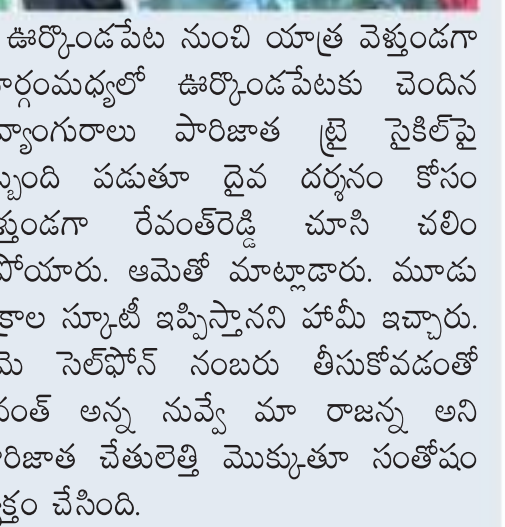 ఊర్కొండపేట నుంచి యాత్ర వెళ్తుండగా
ర్గంమధ్యలో ఊర్కొండపేటకు చెందిన
వ్యాంగురాలు పారిజాత ట్రై సైకిల్‌పై
బ్బంది పడుతూ దైవ దర్శనం కోసం
ళ్తుండగా రేవంత్‌రెడ్డి చూసి చలిం
పోయారు. ఆమెతో మాట్లాడారు. మూడు
క్రాల స్కూటీ ఇప్పిస్తానని హామీ ఇచ్చారు.
మె సెల్‌ఫోన్ నంబరు తీసుకోవడంతో
వంత్ అన్న నువ్వే మా రాజన్న అని
రిజాత చేతులెత్తి మొక్కుతూ సంతోషం
క్తం చేసింది.